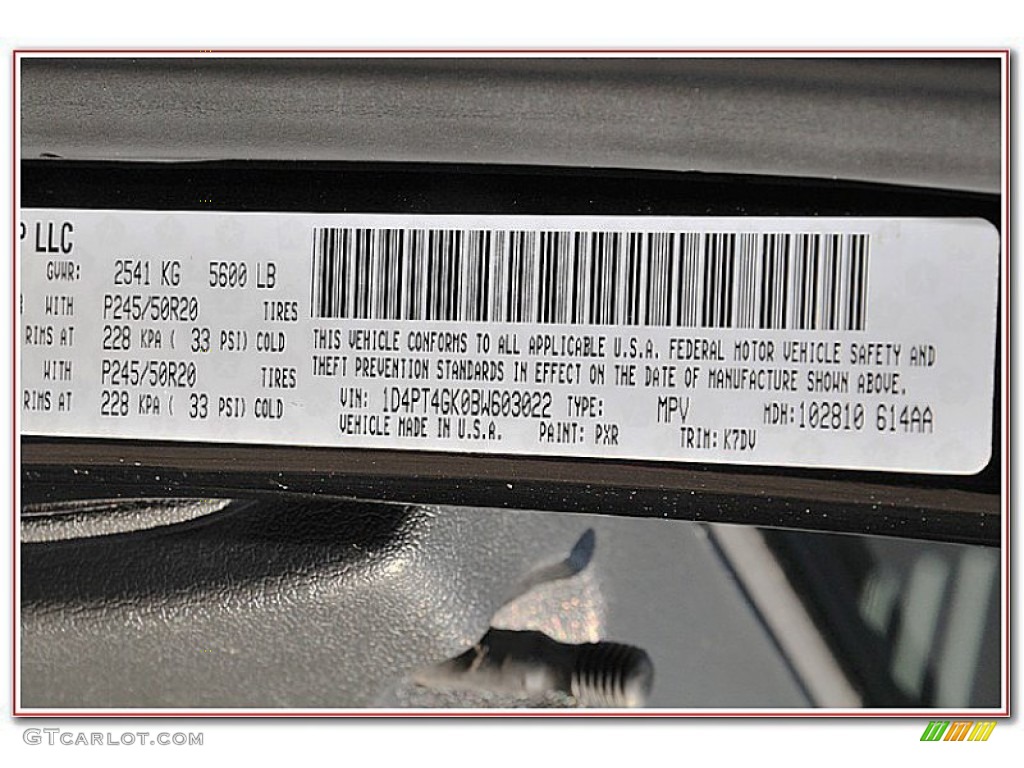 LLC
GVWR: 2541 KG 5600 LB
WITH P245/50R20 TIRES
RIMS AT 228 KPA ( 33 PSI) COLD
WITH P245/50R20 TIRES
RIMS AT 228 KPA ( 33 PSI) COLD
THIS VEHICLE CONFORMS TO ALL APPLICABLE U.S.A. FEDERAL MOTOR VEHICLE SAFETY AND
THEFT PREVENTION STANDARDS IN EFFECT ON THE DATE OF MANUFACTURE SHOWN ABOVE.
VIN: 1D4PT4GK0BW603022 TYPE: MPV MDH:102810 614AA
VEHICLE MADE IN U.S.A. PAINT: PXR TRIM: K7DV
GTCARLOT.COM